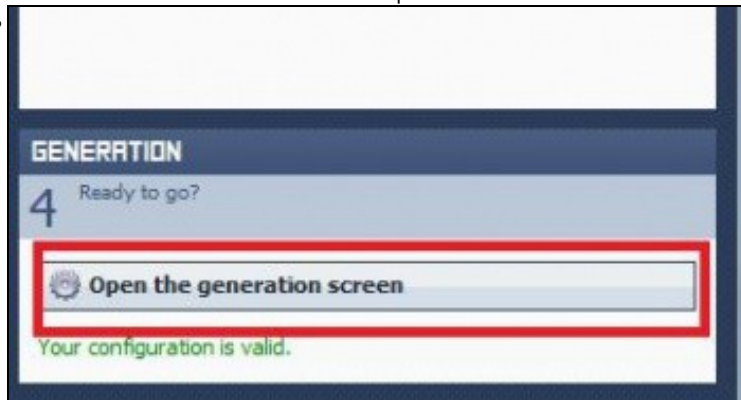 GENERATION
4 Ready to go?
Open the generation screen
Your configuration is valid.